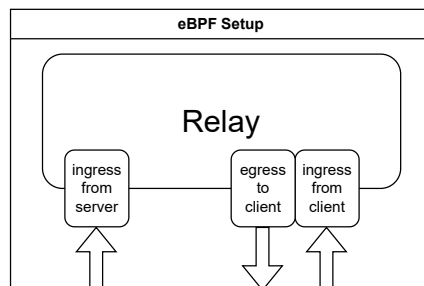 eBPF Setup
Relay
ingress
from
server
egress
to
client
ingress
from
client